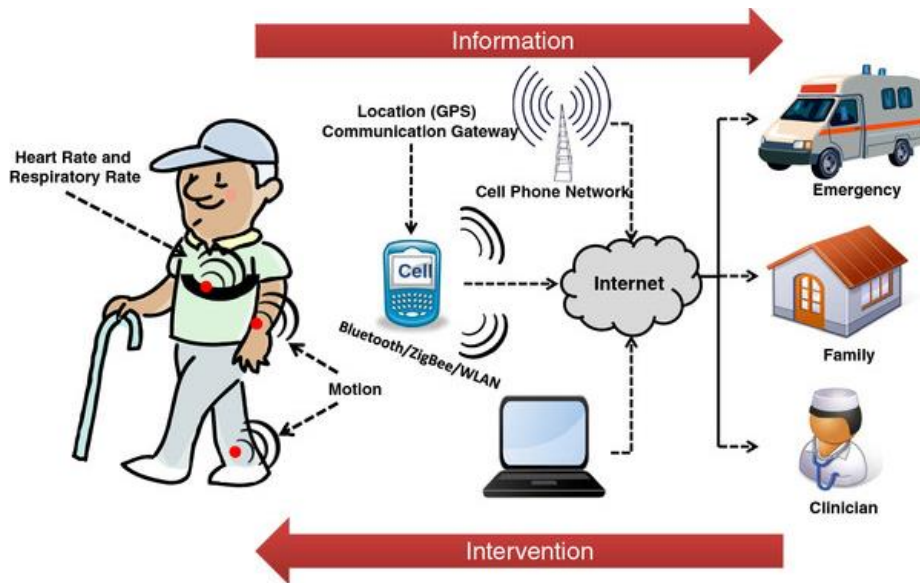 Information
Location (GPS)
Communication Gateway
Heart Rate and
Respiratory Rate
Cell Phone Network
Emergency
Cell
Internet
Bluetooth/ZigBee/WLAN
Family
Motion
Clinician
Intervention